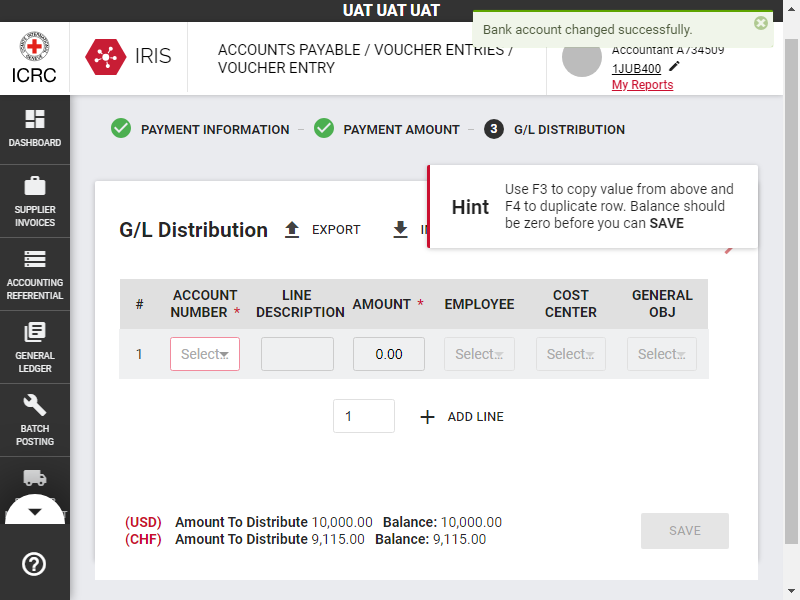 UAT UAT UAT
Bank account changed successfully.
ICRC
IRIS
ACCOUNTS PAYABLE / VOUCHER ENTRIES /
VOUCHER ENTRY
Accountant A734509
1JUB400
My Reports
DASHBOARD
SUPPLIER
INVOICES
ACCOUNTING
REFERENTIAL
GENERAL
LEDGER
BATCH
POSTING
PAYMENT INFORMATION
PAYMENT AMOUNT
3 G/L DISTRIBUTION
Hint
Use F3 to copy value from above and
F4 to duplicate row. Balance should
be zero before you can SAVE
G/L Distribution
EXPORT
# ACCOUNT NUMBER * LINE DESCRIPTION AMOUNT * EMPLOYEE COST CENTER GENERAL OBJ
1 Select... 0.00 Select... Select... Select...
1 ADD LINE
(USD) Amount To Distribute 10,000.00 Balance: 10,000.00
(CHF) Amount To Distribute 9,115.00 Balance: 9,115.00
SAVE